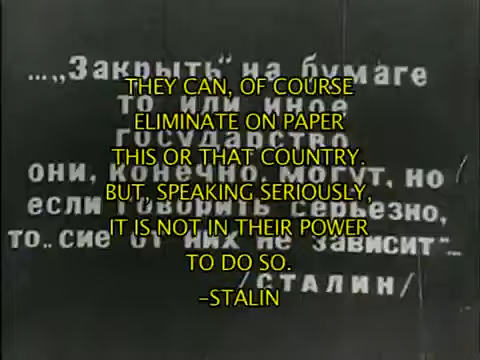 ...„Закрыть" на бумаге
то или иное
государство
они, конечно, могут, но
если говорить серьезно,
то.. сие от них не зависит"...
/СТАЛИН/
THEY CAN, OF COURSE
ELIMINATE ON PAPER
THIS OR THAT COUNTRY.
BUT, SPEAKING SERIOUSLY,
IT IS NOT IN THEIR POWER
TO DO SO.
–STALIN